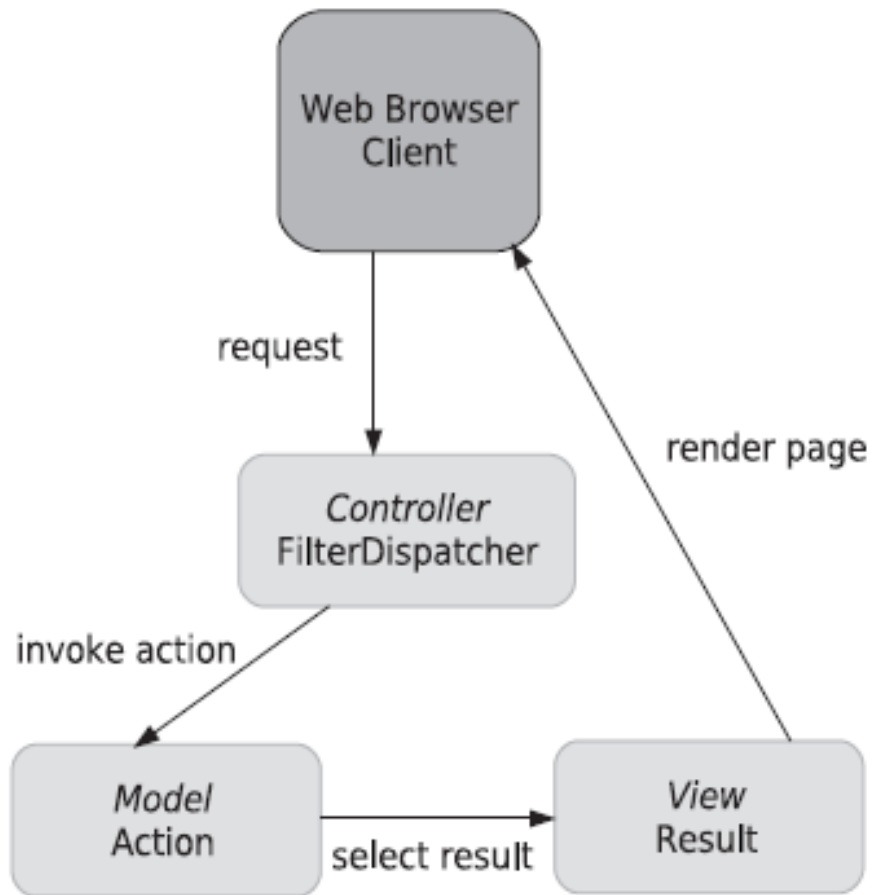 Web Browser
Client
request
render page
Controller
FilterDispatcher
invoke action
Model
Action
select result
View
Result